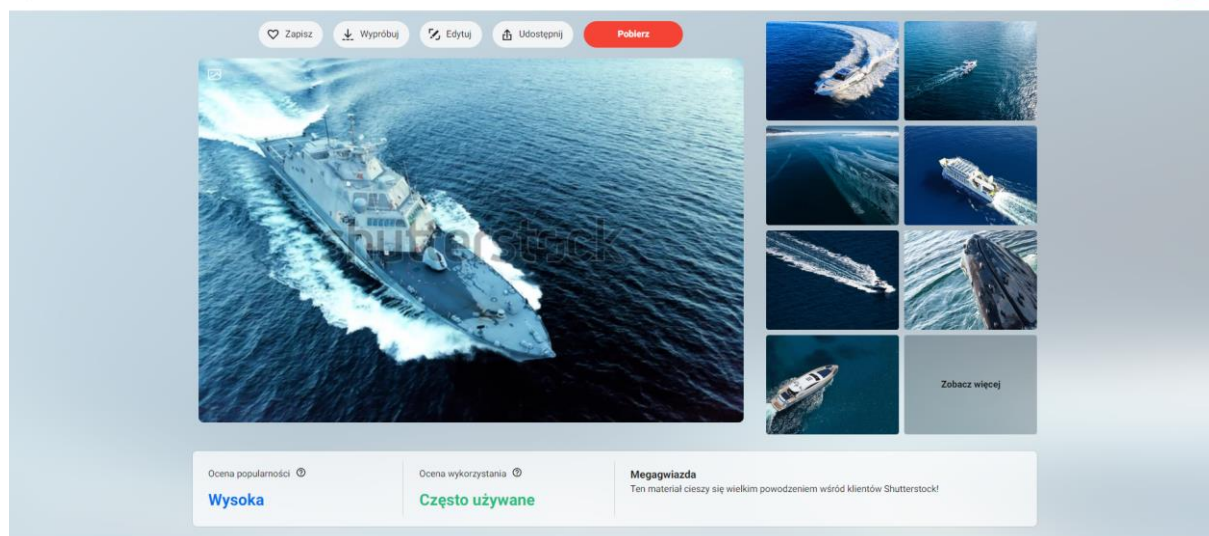 Zapisz
Wypróbuj
Edytuj
Udostępnij
Pobierz
shutterstock
Zobacz więcej
Ocena popularności
Wysoka
Ocena wykorzystania
Często używane
Megagwiazda
Ten materiał cieszy się wielkim powodzeniem wśród klientów Shutterstock!